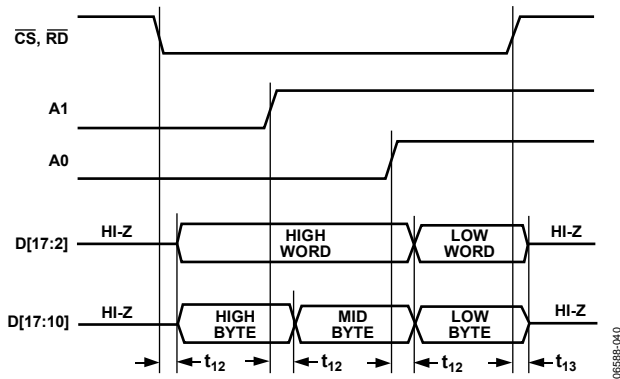 CS, RD
A1
A0
D[17:2] HI-Z HIGH WORD LOW WORD HI-Z
D[17:10] HI-Z HIGH BYTE MID BYTE LOW BYTE HI-Z
t12 t12 t12 t13
06588-040